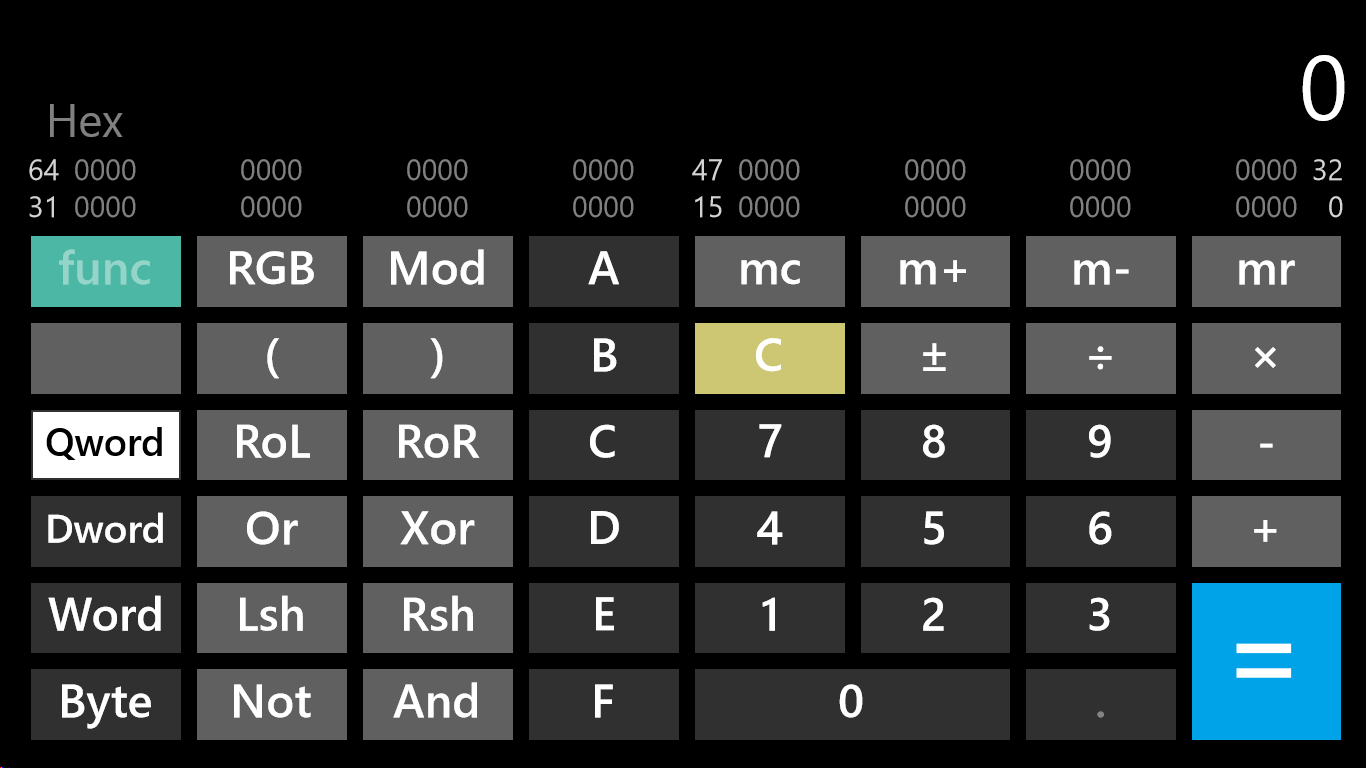 0
Hex
64 0000 0000 0000 0000 47 0000 0000 0000 0000 32
31 0000 0000 0000 0000 15 0000 0000 0000 0000 0
func RGB Mod A mc m+ m- mr
( ) B C ± ÷ ×
Qword RoL RoR C 7 8 9 -
Dword Or Xor D 4 5 6 +
Word Lsh Rsh E 1 2 3 =
Byte Not And F 0 .